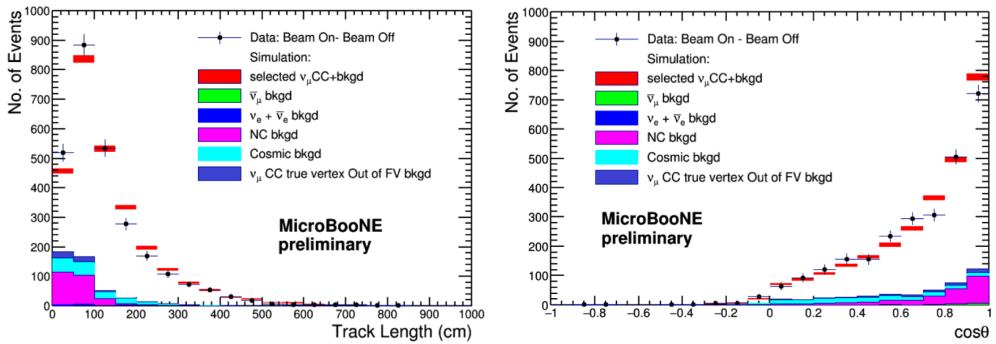 No. of Events
1000
900
800
700
600
500
400
300
200
100
0
Data: Beam On- Beam Off
Simulation:
selected νμCC+bkgd
ν̅μ bkgd
νe + ν̅e bkgd
NC bkgd
Cosmic bkgd
νμ CC true vertex Out of FV bkgd
MicroBooNE
preliminary
0 100 200 300 400 500 600 700 800 900 1000
Track Length (cm)
No. of Events
1000
900
800
700
600
500
400
300
200
100
0
Data: Beam On - Beam Off
Simulation:
selected νμCC+bkgd
ν̅μ bkgd
νe + ν̅e bkgd
NC bkgd
Cosmic bkgd
νμ CC true vertex Out of FV bkgd
MicroBooNE
preliminary
−1 −0.8 −0.6 −0.4 −0.2 0 0.2 0.4 0.6 0.8 1
cosθ